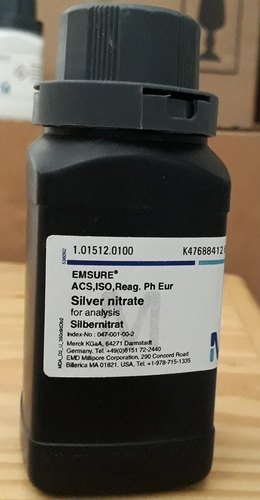 1.01512.0100 K47688412
EMSURE®
ACS,ISO,Reag. Ph Eur
Silver nitrate
for analysis
Silbernitrat
Index-No : 047-001-00-2
Merck KGaA, 64271 Darmstadt
Germany, Tel. +49(0)6151 72-2440
EMD Millipore Corporation, 290 Concord Road
Billerica MA 01821, USA, Tel. +1-978-715-1335